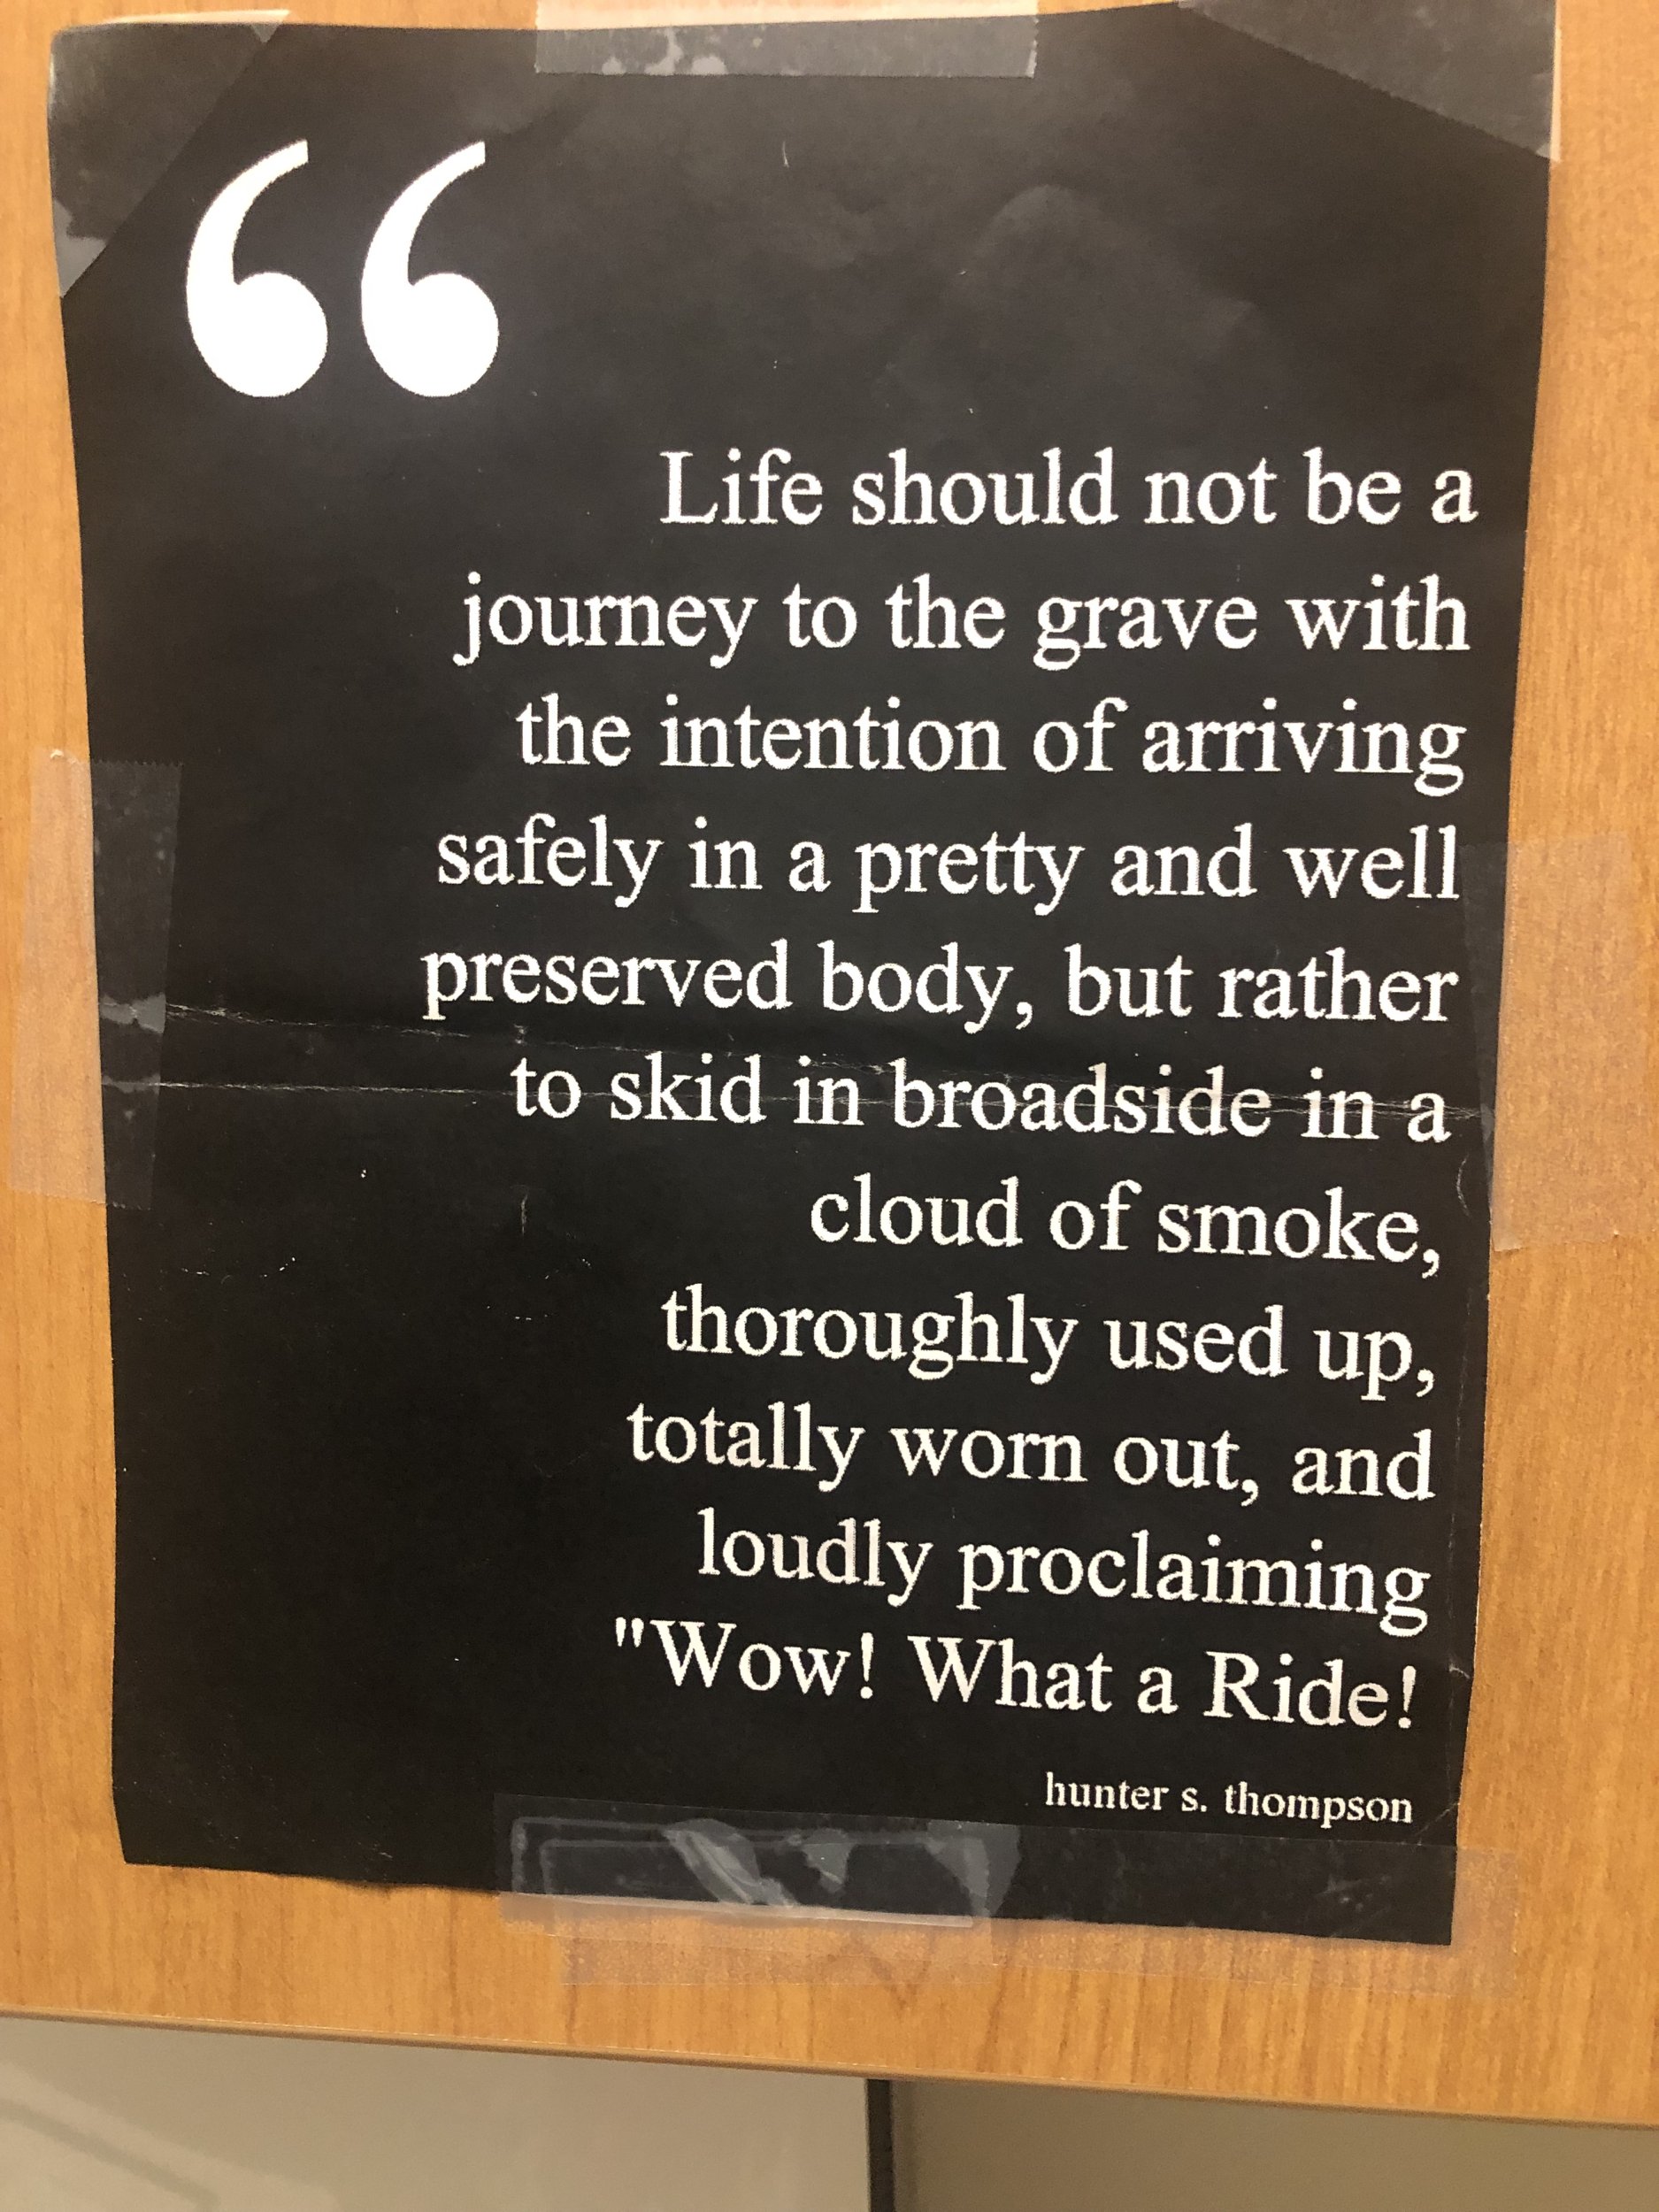 “
Life should not be a
journey to the grave with
the intention of arriving
safely in a pretty and well
preserved body, but rather
to skid in broadside in a
cloud of smoke,
thoroughly used up,
totally worn out, and
loudly proclaiming
"Wow! What a Ride!
hunter s. thompson